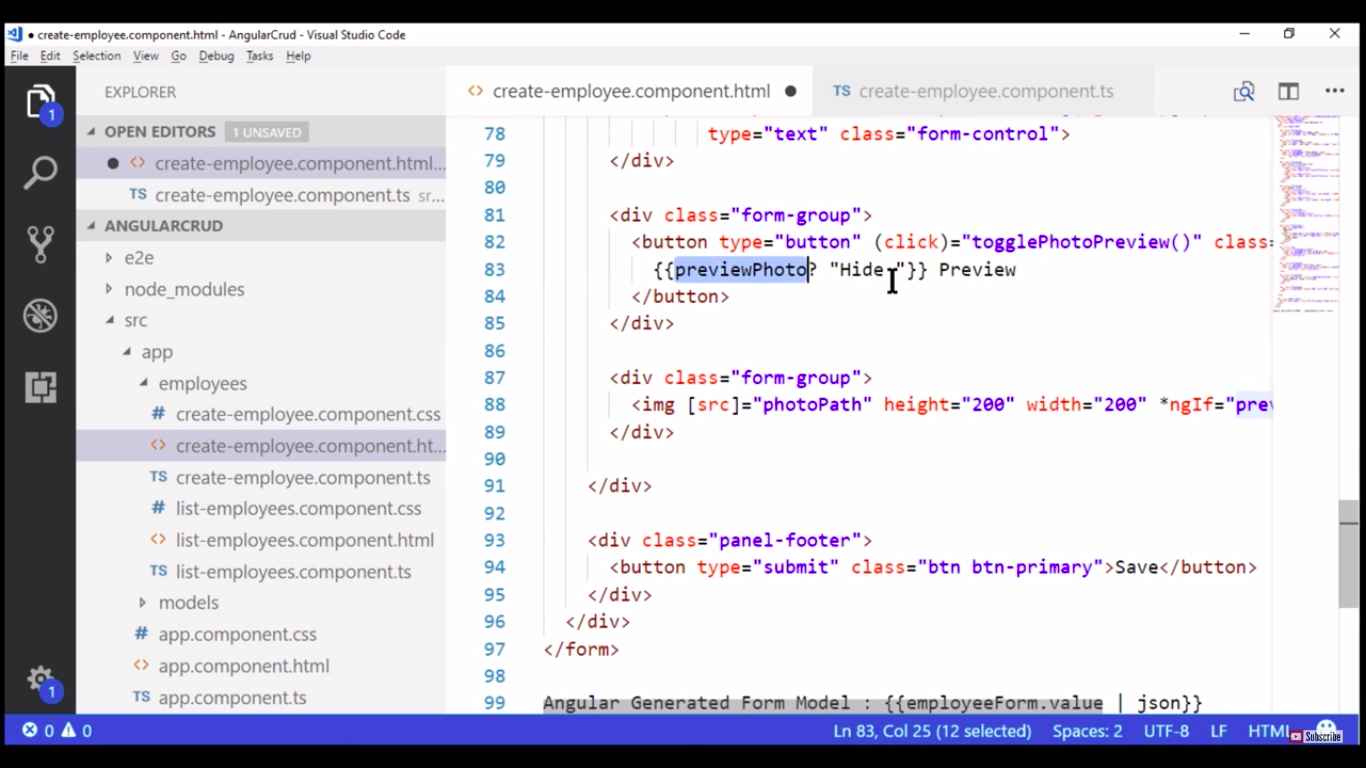 ● create-employee.component.html - AngularCrud - Visual Studio Code
File Edit Selection View Go Debug Tasks Help
EXPLORER
OPEN EDITORS 1 UNSAVED
● <> create-employee.component.html...
TS create-employee.component.ts sr...
ANGULARCRUD
e2e
node_modules
src
app
employees
# create-employee.component.css
<> create-employee.component.ht...
TS create-employee.component.ts
# list-employees.component.css
<> list-employees.component.html
TS list-employees.component.ts
models
# app.component.css
<> app.component.html
TS app.component.ts
1
1
<> create-employee.component.html ●
TS create-employee.component.ts
78 type="text" class="form-control">
79 </div>
80
81 <div class="form-group">
82 <button type="button" (click)="togglePhotoPreview()" class=
83 {{previewPhoto? "Hide "}} Preview
84 </button>
85 </div>
86
87 <div class="form-group">
88 <img [src]="photoPath" height="200" width="200" *ngIf="prev
89 </div>
90
91 </div>
92
93 <div class="panel-footer">
94 <button type="submit" class="btn btn-primary">Save</button>
95 </div>
96 </div>
97 </form>
98
99 Angular Generated Form Model : {{employeeForm.value | json}}
0 0
Ln 83, Col 25 (12 selected) Spaces: 2 UTF-8 LF HTML
Subscribe